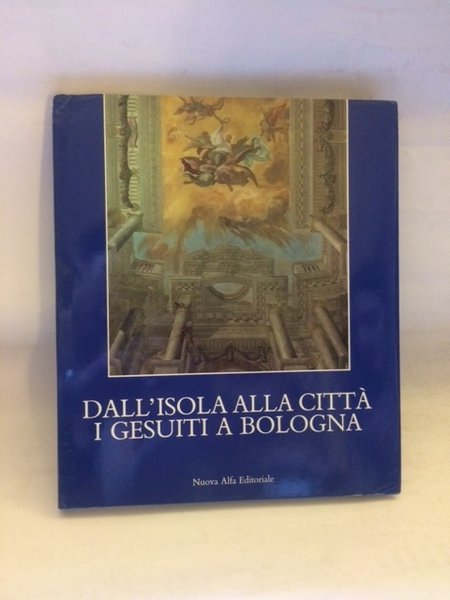 DALL'ISOLA ALLA CITTÀ
I GESUITI A BOLOGNA
Nuova Alfa Editoriale